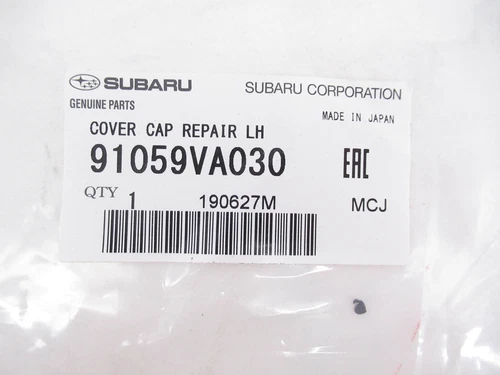 SUBARU SUBARU CORPORATION
GENUINE PARTS MADE IN JAPAN
COVER CAP REPAIR LH
91059VA030 EAC
QTY 1 190627M MCJ